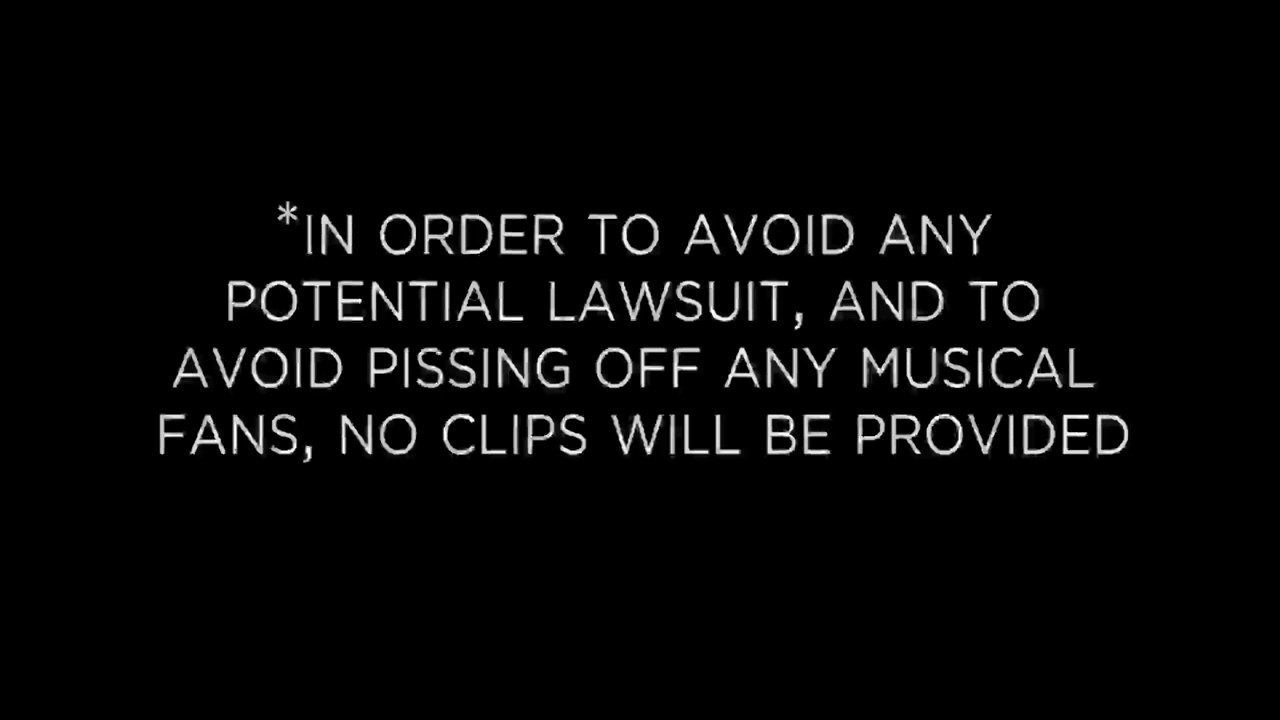 *IN ORDER TO AVOID ANY
POTENTIAL LAWSUIT, AND TO
AVOID PISSING OFF ANY MUSICAL
FANS, NO CLIPS WILL BE PROVIDED